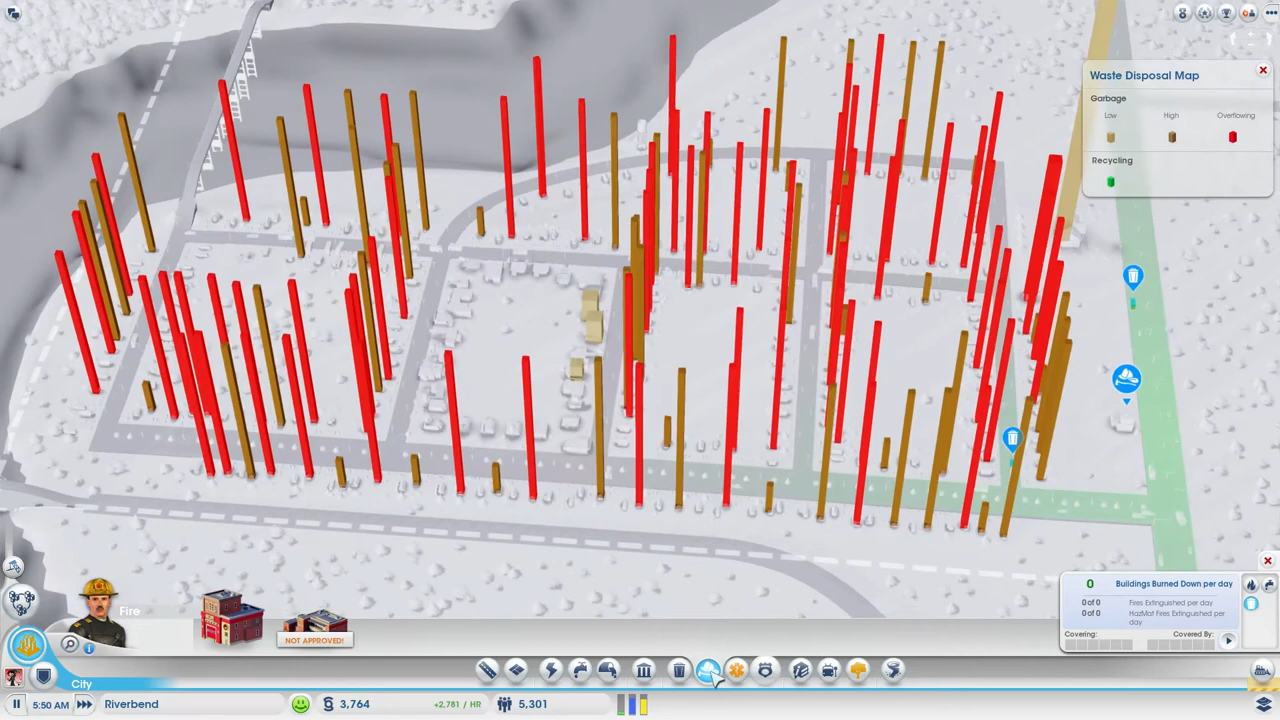 Waste Disposal Map
Garbage
Low High Overflowing
Recycling
0 Buildings Burned Down per day
0 of 0 Fires Extinguished per day
0 of 0 HazMat Fires Extinguished per day
Covering: Covered By:
Fire
NOT APPROVED!
City
5:50 AM Riverbend 3,764 +2,781 / HR 5,301